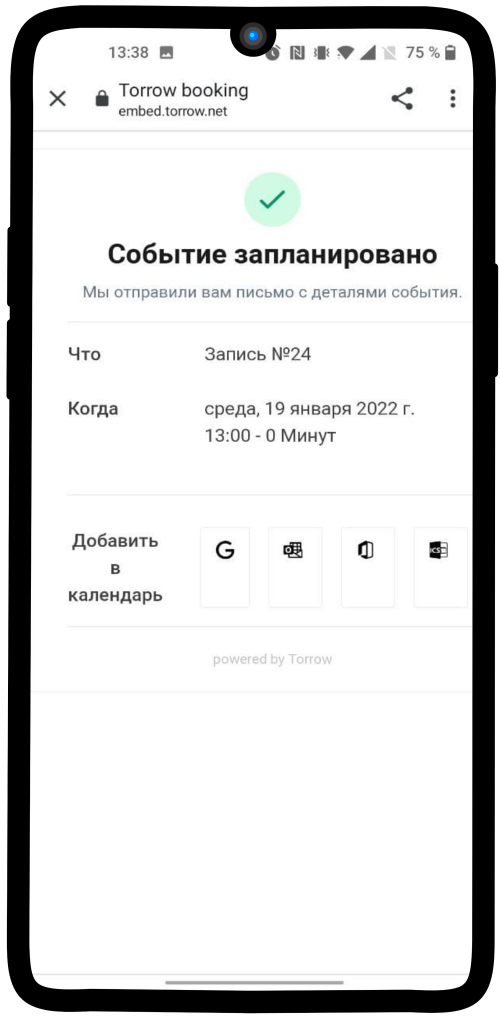 13:38
75 %
Torrow booking
embed.torrow.net
Событие запланировано
Мы отправили вам письмо с деталями события.
Что
Запись №24
Когда
среда, 19 января 2022 г.
13:00 - 0 Минут
Добавить
в
календарь
G
ICS
powered by Torrow